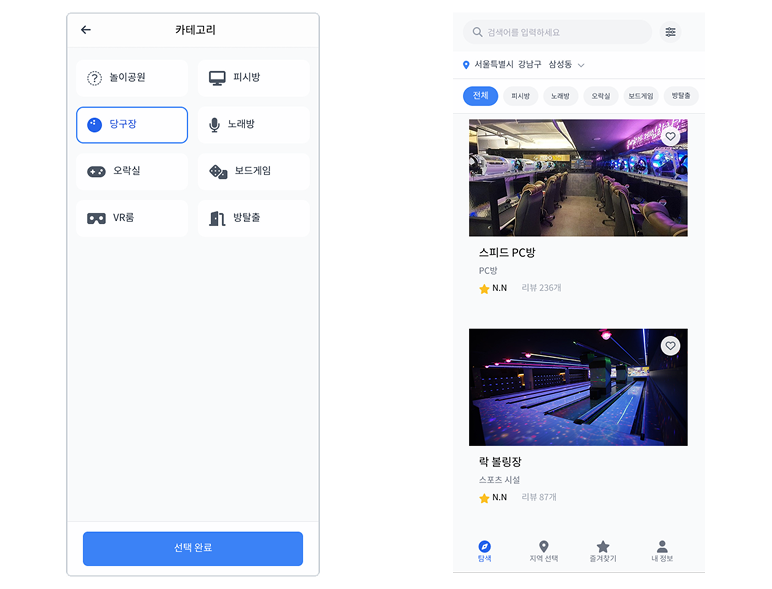 카테고리
놀이공원
피시방
당구장
노래방
오락실
보드게임
VR룸
방탈출
선택 완료
검색어를 입력하세요
서울특별시 강남구 삼성동
전체 피시방 노래방 오락실 보드게임 방탈출
스피드 PC방
PC방
N.N 리뷰 236개
락 볼링장
스포츠 시설
N.N 리뷰 87개
탐색 지역 선택 즐겨찾기 내 정보